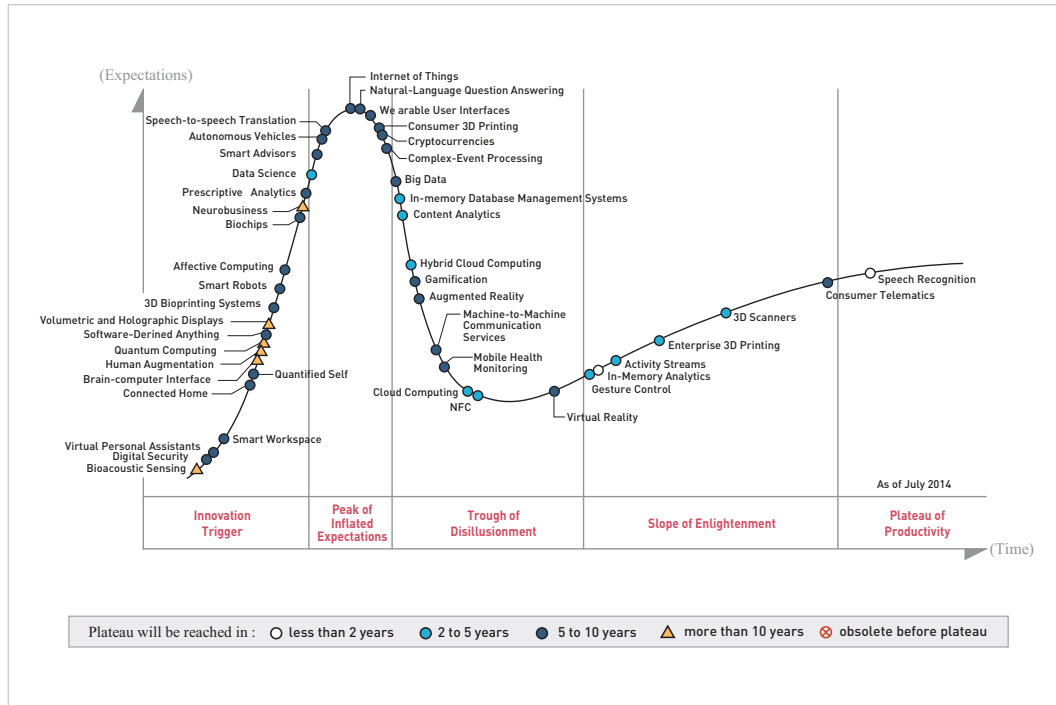 (Expectations)
Internet of Things
Natural-Language Question Answering
We arable User Interfaces
Speech-to-speech Translation
Consumer 3D Printing
Autonomous Vehicles
Cryptocurrencies
Smart Advisors
Complex-Event Processing
Data Science
Big Data
Prescriptive Analytics
In-memory Database Management Systems
Neurobusiness
Content Analytics
Biochips
Hybrid Cloud Computing
Affective Computing
Gamification
Speech Recognition
Smart Robots
Consumer Telematics
Augmented Reality
3D Bioprinting Systems
Machine-to-Machine
Communication
Services
3D Scanners
Volumetric and Holographic Displays
Software-Derived Anything
Enterprise 3D Printing
Quantum Computing
Mobile Health
Monitoring
Human Augmentation
Activity Streams
Quantified Self
In-Memory Analytics
Brain-computer Interface
Gesture Control
Connected Home
Cloud Computing
NFC
Virtual Reality
Smart Workspace
Virtual Personal Assistants
Digital Security
Bioacoustic Sensing
As of July 2014
Innovation
Trigger
Peak of
Inflated
Expectations
Trough of
Disillusionment
Slope of Enlightenment
Plateau of
Productivity
(Time)
Plateau will be reached in : less than 2 years 2 to 5 years 5 to 10 years more than 10 years obsolete before plateau